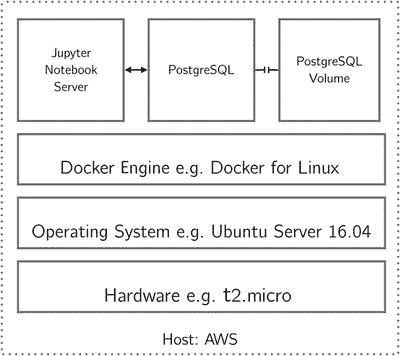 Jupyter
Notebook
Server
PostgreSQL
PostgreSQL
Volume
Docker Engine e.g. Docker for Linux
Operating System e.g. Ubuntu Server 16.04
Hardware e.g. t2.micro
Host: AWS